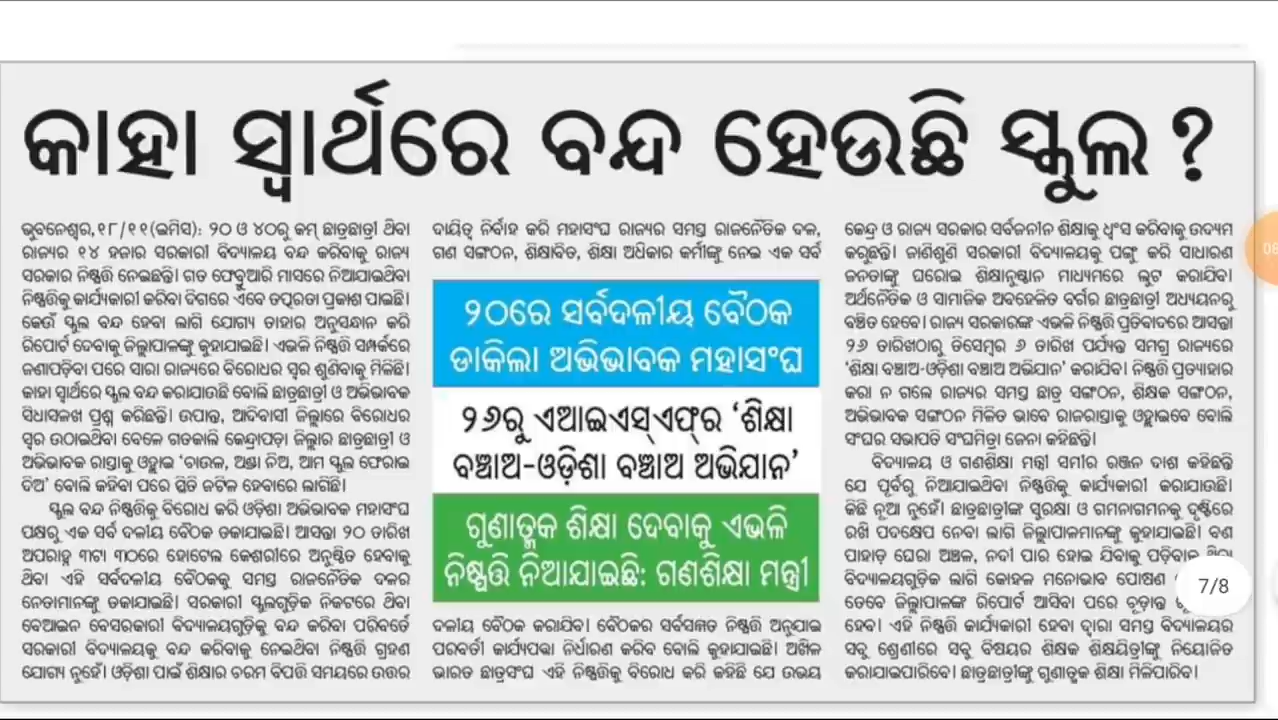 କାହା ସ୍ୱାର୍ଥରେ ବନ୍ଦ ହେଉଛି ସ୍କୁଲ ?
ଭୁବନେଶ୍ୱର,୧୮/୧୧(ଇମିସ): ୨୦ ଓ ୪୦ରୁ କମ୍ ଛାତ୍ରଛାତ୍ରୀ ଥିବା
ରାଜ୍ୟର ୧୪ ହଜାର ସରକାରୀ ବିଦ୍ୟାଳୟ ବନ୍ଦ କରିବାକୁ ରାଜ୍ୟ
ସରକାର ନିଷ୍ପତ୍ତି ନେଇଛନ୍ତି। ଗତ ଫେବ୍ରୁଆରି ମାସରେ ନିଆଯାଇଥିବା
ନିଷ୍ପତ୍ତିକୁ କାର୍ଯ୍ୟକାରୀ କରିବା ଦିଗରେ ଏବେ ତତ୍ପରତା ପ୍ରକାଶ ପାଇଛି।
କେଉଁ ସ୍କୁଲ ବନ୍ଦ ହେବା ଲାଗି ଯୋଗ୍ୟ ତାହାର ଅନୁସନ୍ଧାନ କରି
ରିପୋର୍ଟ ଦେବାକୁ ଜିଲ୍ଲାପାଳଙ୍କୁ କୁହାଯାଇଛି। ଏଭଳି ନିଷ୍ପତ୍ତି ସମ୍ପର୍କରେ
ଜଣାପଡ଼ିବା ପରେ ସାରା ରାଜ୍ୟରେ ବିରୋଧର ସ୍ୱର ଶୁଣିବାକୁ ମିଳିଛି।
କାହା ସ୍ୱାର୍ଥରେ ସ୍କୁଲ ବନ୍ଦ କରାଯାଉଛି ବୋଲି ଛାତ୍ରଛାତ୍ରୀ ଓ ଅଭିଭାବକ
ସିଧାସଳଖ ପ୍ରଶ୍ନ କରିଛନ୍ତି। ଉପାନ୍ତ, ଆଦିବାସୀ ଜିଲ୍ଲାରେ ବିରୋଧର
ସ୍ୱର ଉଠାଇଥିବା ବେଳେ ଗତକାଲି କେନ୍ଦ୍ରାପଡ଼ା ଜିଲ୍ଲାର ଛାତ୍ରଛାତ୍ରୀ ଓ
ଅଭିଭାବକ ରାସ୍ତାକୁ ଓହ୍ଲାଇ ‘ଚାଉଳ, ଅଣ୍ଡା ନିଅ, ଆମ ସ୍କୁଲ ଫେରାଇ
ଦିଅ’ ବୋଲି କହିବା ପରେ ସ୍ଥିତି ଜଟିଳ ହେବାରେ ଲାଗିଛି।
ସ୍କୁଲ ବନ୍ଦ ନିଷ୍ପତ୍ତିକୁ ବିରୋଧ କରି ଓଡ଼ିଶା ଅଭିଭାବକ ମହାସଂଘ
ପକ୍ଷରୁ ଏକ ସର୍ବ ଦଳୀୟ ବୈଠକ ଡକାଯାଇଛି। ଆସନ୍ତା ୨୦ ତାରିଖ
ଅପରାହ୍ଣ ୩ଟା ୩୦ରେ ହୋଟେଲ କେଶରୀରେ ଅନୁଷ୍ଠିତ ହେବାକୁ
ଥିବା ଏହି ସର୍ବଦଳୀୟ ବୈଠକକୁ ସମସ୍ତ ରାଜନୈତିକ ଦଳର
ନେତାମାନଙ୍କୁ ଡକାଯାଇଛି। ସରକାରୀ ସ୍କୁଲଗୁଡ଼ିକ ନିକଟରେ ଥିବା
ବେଆଇନ ବେସରକାରୀ ବିଦ୍ୟାଳୟଗୁଡ଼ିକୁ ବନ୍ଦ କରିବା ପରିବର୍ତେ
ସରକାରୀ ବିଦ୍ୟାଳୟକୁ ବନ୍ଦ କରିବାକୁ ନେଇଥିବା ନିଷ୍ପତ୍ତି ଗ୍ରହଣ
ଯୋଗ୍ୟ ନୁହେଁ। ଓଡ଼ିଶା ପାଇଁ ଶିକ୍ଷାର ଚରମ ବିପତ୍ତି ସମୟରେ ଉତ୍ତର
ଦାୟିତ୍ୱ ନିର୍ବାହ କରି ମହାସଂଘ ରାଜ୍ୟର ସମସ୍ତ ରାଜନୈତିକ ଦଳ,
ଗଣ ସଙ୍ଗଠନ, ଶିକ୍ଷାବିତ, ଶିକ୍ଷା ଅଧିକାର କର୍ମୀଙ୍କୁ ନେଇ ଏକ ସର୍ବ
୨୦ରେ ସର୍ବଦଳୀୟ ବୈଠକ
ଡାକିଲା ଅଭିଭାବକ ମହାସଂଘ
୨୬ରୁ ଏଆଇଏସ୍ଏଫ୍‌ର ‘ଶିକ୍ଷା
ବଞ୍ଚାଅ-ଓଡ଼ିଶା ବଞ୍ଚାଅ ଅଭିଯାନ’
ଗୁଣାତ୍ମକ ଶିକ୍ଷା ଦେବାକୁ ଏଭଳି
ନିଷ୍ପତ୍ତି ନିଆଯାଇଛି: ଗଣଶିକ୍ଷା ମନ୍ତ୍ରୀ
ଦଳୀୟ ବୈଠକ କରାଯିବ। ବୈଠକର ସର୍ବସମ୍ମତ ନିଷ୍ପତ୍ତି ଅନୁଯାଇ
ପରବର୍ତୀ କାର୍ଯ୍ୟପନ୍ଥା ନିର୍ଧାରଣ କରିବ ବୋଲି କୁହାଯାଇଛି। ଅଖିଳ
ଭାରତ ଛାତ୍ରସଂଘ ଏହି ନିଷ୍ପତ୍ତିକୁ ବିରୋଧ କରି କହିଛି ଯେ ଉଭୟ
କେନ୍ଦ୍ର ଓ ରାଜ୍ୟ ସରକାର ସର୍ବଜନୀନ ଶିକ୍ଷାକୁ ଧ୍ୱଂସ କରିବାକୁ ଉଦ୍ୟମ
କରୁଛନ୍ତି। ଜାଣିଶୁଣି ସରକାରୀ ବିଦ୍ୟାଳୟକୁ ପଙ୍ଗୁ କରି ସାଧାରଣ
ଜନତାଙ୍କୁ ଘରୋଇ ଶିକ୍ଷାନୁଷ୍ଠାନ ମାଧ୍ୟମରେ ଲୁଟ କରାଯିବ।
ଅର୍ଥନୈତିକ ଓ ସାମାଜିକ ଅବହେଳିତ ବର୍ଗର ଛାତ୍ରଛାତ୍ରୀ ଅଧ୍ୟୟନରୁ
ବଞ୍ଚିତ ହେବେ। ରାଜ୍ୟ ସରକାରଙ୍କ ଏଭଳି ନିଷ୍ପତ୍ତି ପ୍ରତିବାଦରେ ଆସନ୍ତା
୨୬ ତାରିଖଠାରୁ ଡିସେମ୍ବର ୬ ତାରିଖ ପର୍ଯ୍ୟନ୍ତ ସମଗ୍ର ରାଜ୍ୟରେ
‘ଶିକ୍ଷା ବଞ୍ଚାଅ-ଓଡ଼ିଶା ବଞ୍ଚାଅ ଅଭିଯାନ’ କରାଯିବ। ନିଷ୍ପତ୍ତି ପ୍ରତ୍ୟାହାର
କରା ନ ଗଲେ ରାଜ୍ୟର ସମସ୍ତ ଛାତ୍ର ସଙ୍ଗଠନ, ଶିକ୍ଷକ ସଙ୍ଗଠନ,
ଅଭିଭାବକ ସଙ୍ଗଠନ ମିଳିତ ଭାବେ ରାଜରାସ୍ତାକୁ ଓହ୍ଲାଇବେ ବୋଲି
ସଂଘର ସଭାପତି ସଂଘମିତ୍ରା ଜେନା କହିଛନ୍ତି।
ବିଦ୍ୟାଳୟ ଓ ଗଣଶିକ୍ଷା ମନ୍ତ୍ରୀ ସମୀର ରଞ୍ଜନ ଦାଶ କହିଛନ୍ତି
ଯେ ପୂର୍ବରୁ ନିଆଯାଇଥିବା ନିଷ୍ପତ୍ତିକୁ କାର୍ଯ୍ୟକାରୀ କରାଯାଉଛି।
କିଛି ନୂଆ ନୁହେଁ। ଛାତ୍ରଛାତ୍ରୀଙ୍କ ସୁରକ୍ଷା ଓ ଗମନାଗମନକୁ ଦୃଷ୍ଟିରେ
ରଖି ପଦକ୍ଷେପ ନେବା ଲାଗି ଜିଲ୍ଲାପାଳମାନଙ୍କୁ କୁହାଯାଇଛି। ବଣ
ପାହାଡ଼ ଘେରା ଅଞ୍ଚଳ, ନଦୀ ପାର ହୋଇ ଯିବାକୁ ପଡ଼ିବାର ଥିବା
ବିଦ୍ୟାଳୟଗୁଡ଼ିକ ଲାଗି କୋହଳ ମନୋଭାବ ପୋଷଣ
ତେବେ ଜିଲ୍ଲାପାଳଙ୍କ ରିପୋର୍ଟ ଆସିବା ପରେ ଚୂଡ଼ାନ୍ତ
ହେବ। ଏହି ନିଷ୍ପତ୍ତି କାର୍ଯ୍ୟକାରୀ ହେବା ଦ୍ୱାରା ସମସ୍ତ ବିଦ୍ୟାଳୟର
ସବୁ ଶ୍ରେଣୀରେ ସବୁ ବିଷୟର ଶିକ୍ଷକ ଶିକ୍ଷୟିତ୍ରୀଙ୍କୁ ନିୟୋଜିତ
କରାଯାଇପାରିବେ। ଛାତ୍ରଛାତ୍ରୀଙ୍କୁ ଗୁଣାତ୍ମକ ଶିକ୍ଷା ମିଳିପାରିବ।
7/8